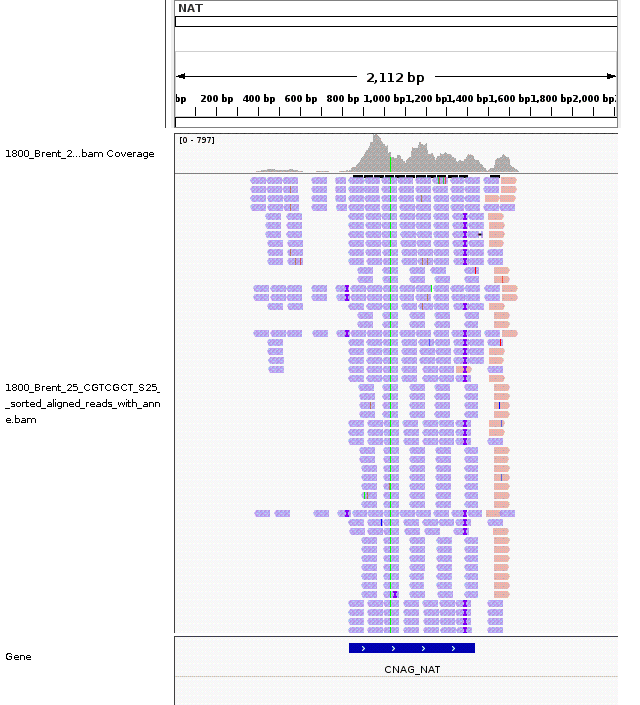 NAT
2,112 bp
bp 200 bp 400 bp 600 bp 800 bp 1,000 bp 1,200 bp 1,400 bp 1,600 bp 1,800 bp 2,000 bp
[0 - 797]
1800_Brent_2...bam Coverage
1800_Brent_25_CGTCGCT_S25_
_sorted_aligned_reads_with_ann
e.bam
Gene
CNAG_NAT